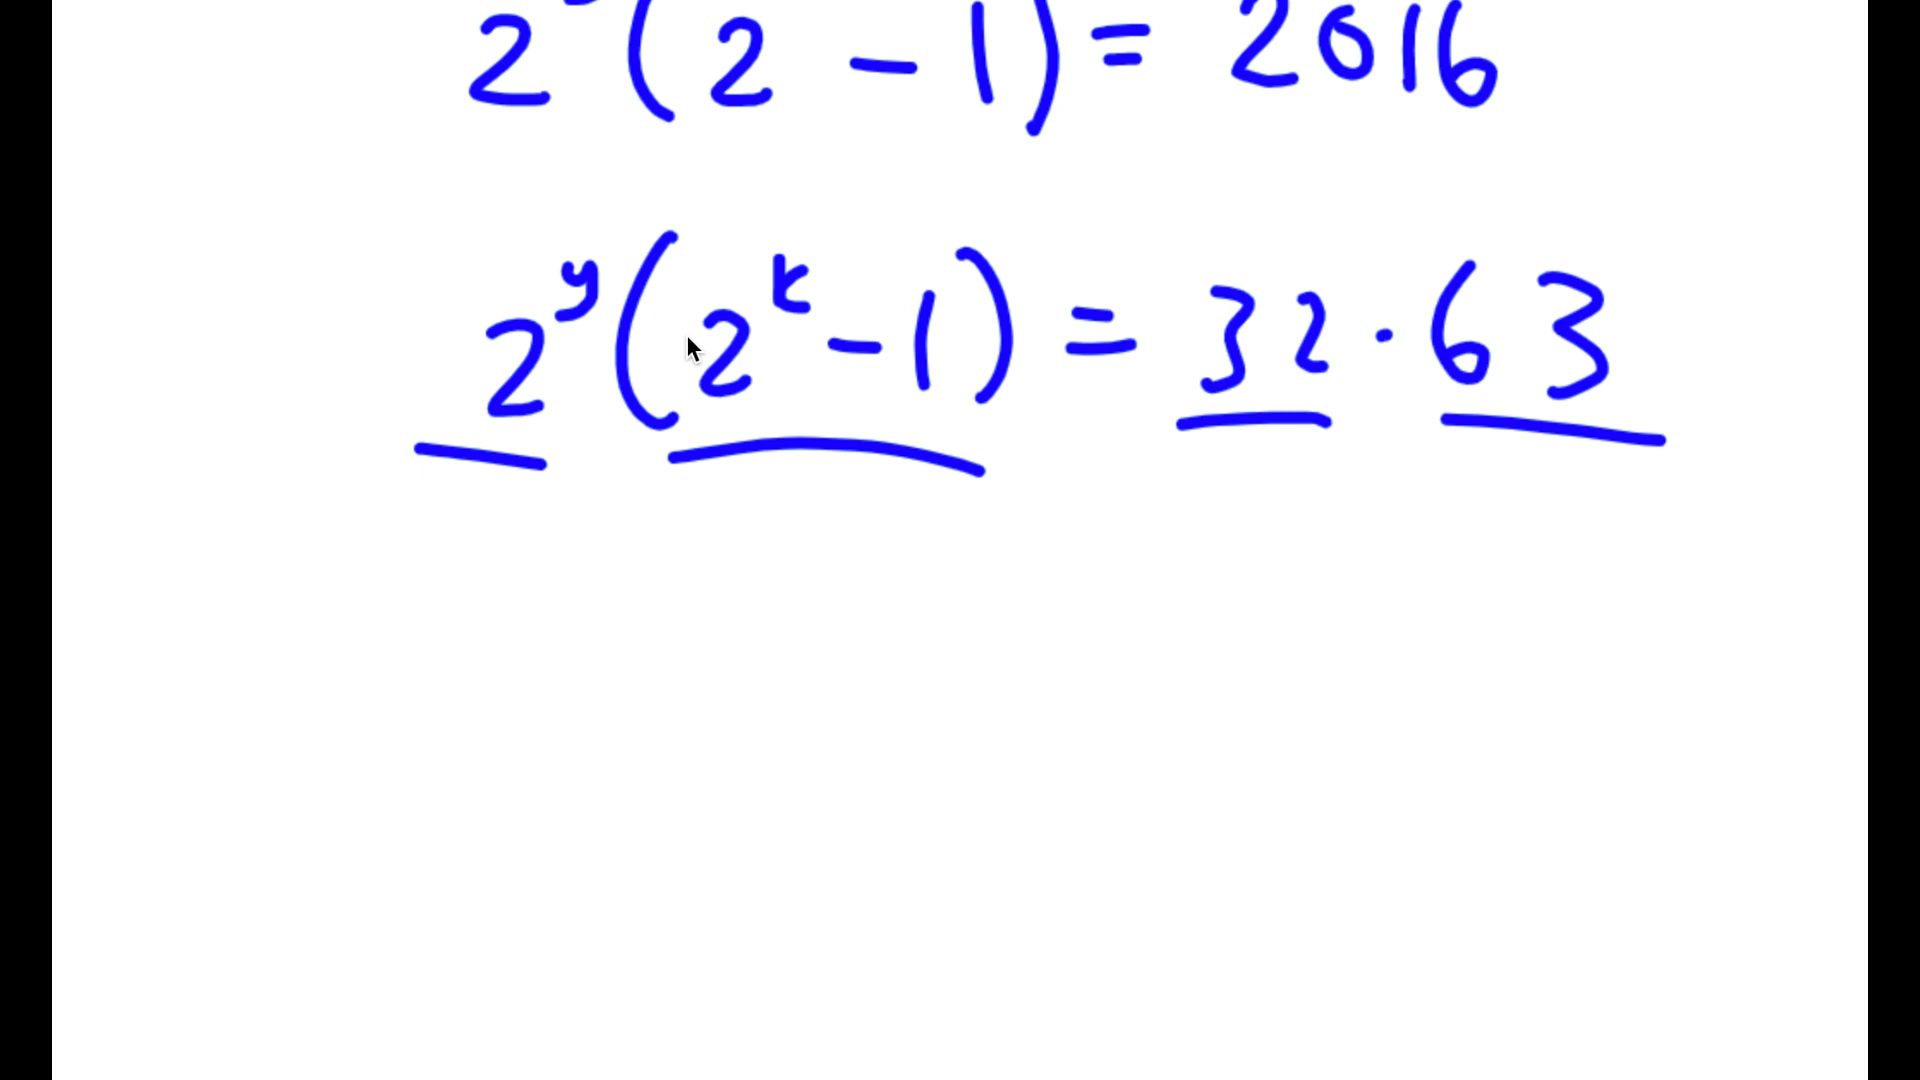 2 ( 2 - 1 ) = 2016
2^y ( 2^k - 1 ) = 32 · 63